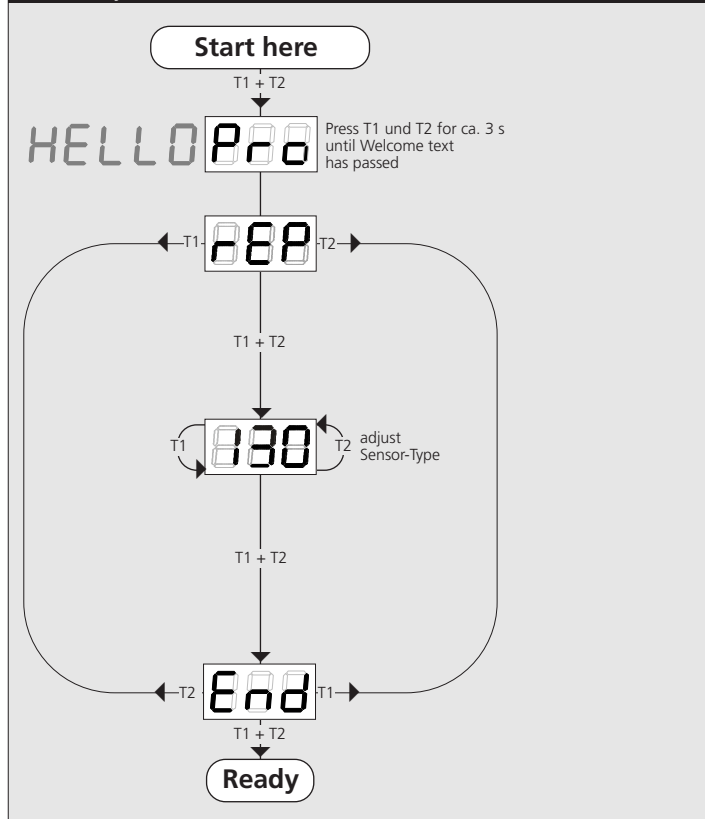 Start here
T1 + T2
HELLO Pro
Press T1 und T2 for ca. 3 s
until Welcome text
has passed
T1 rEP T2
T1 + T2
T1 130 T2
adjust
Sensor-Type
T1 + T2
T2 End T1
T1 + T2
Ready